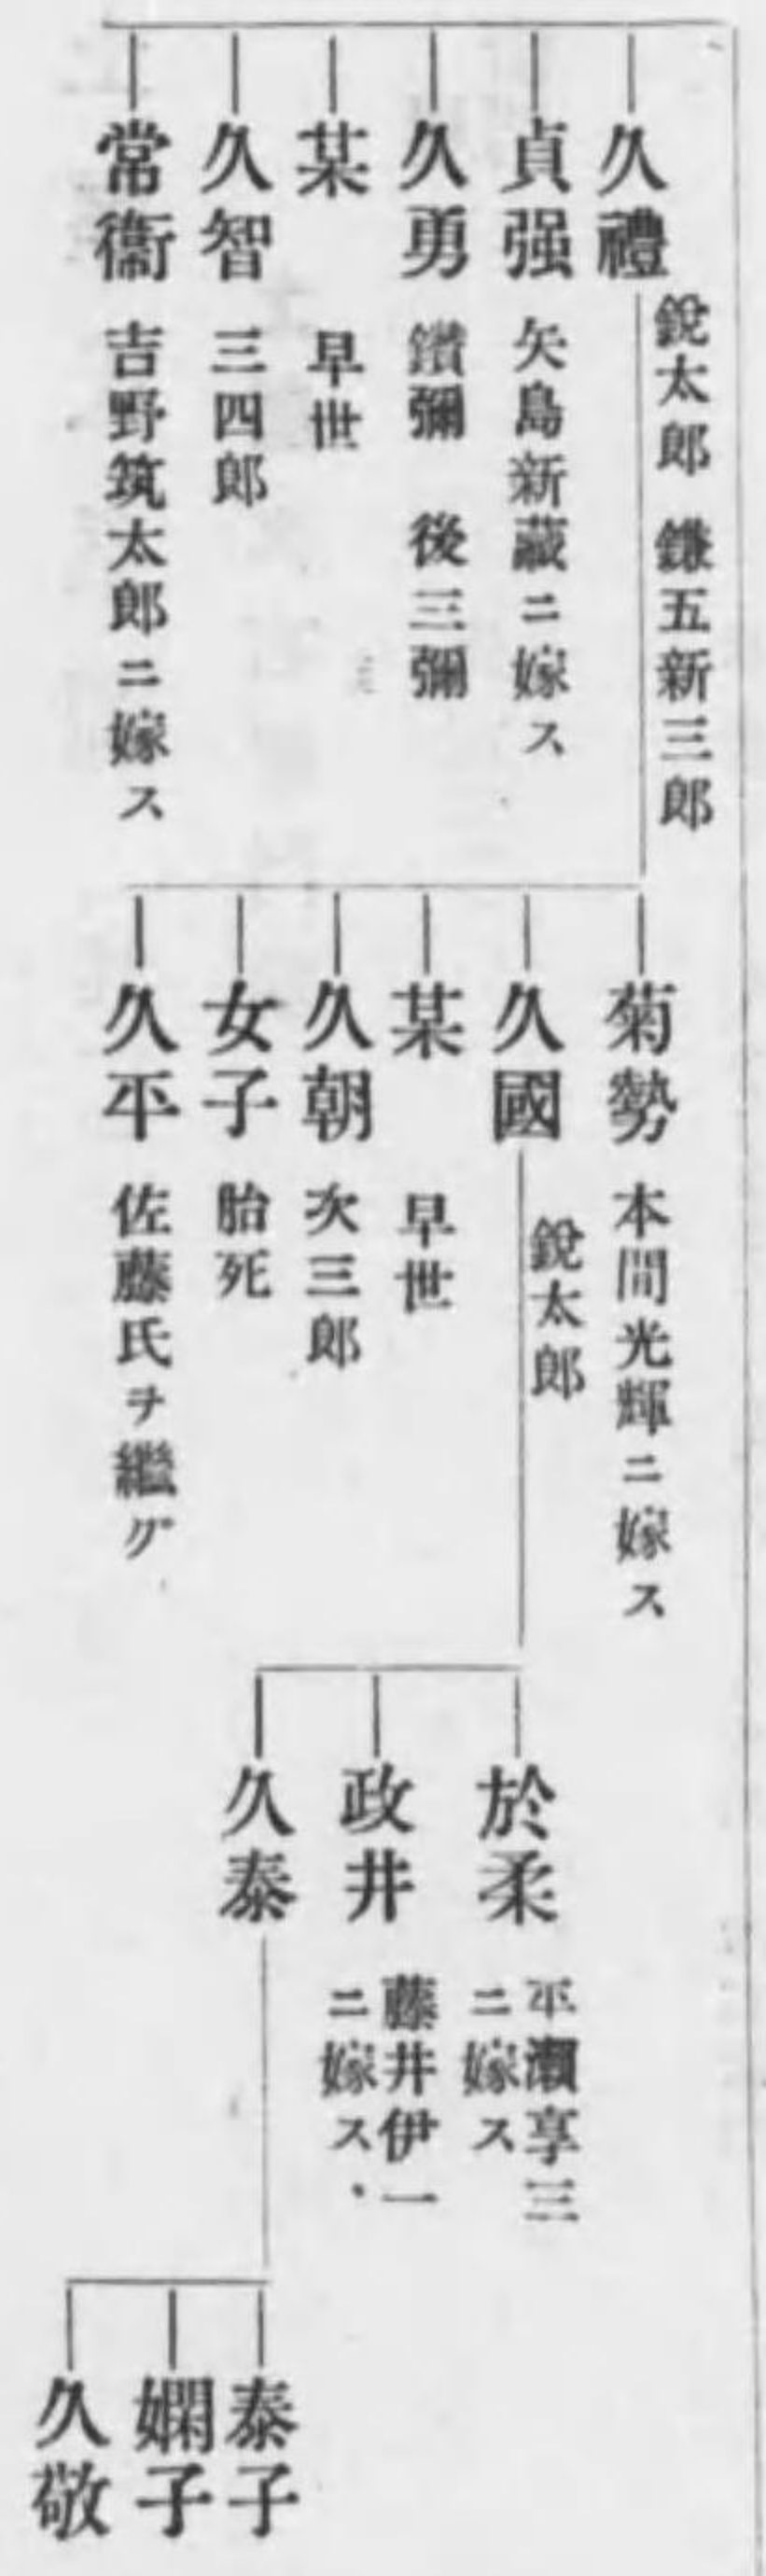 久禮 銳太郎 鎌五新三郎
貞强 矢島新藏ニ嫁ス
久勇 鑚彌 後三彌
某 早世
久智 三四郎
常衞 吉野筑太郎ニ嫁ス
菊勢 本間光輝ニ嫁ス
久國 銳太郎
某 早世
久朝 次三郎
女子 胎死
久平 佐藤氏ヲ繼グ
於柔 平瀬享三
ニ嫁ス
政井 藤井伊一
ニ嫁ス、
久泰
泰子
嫻子
久敬